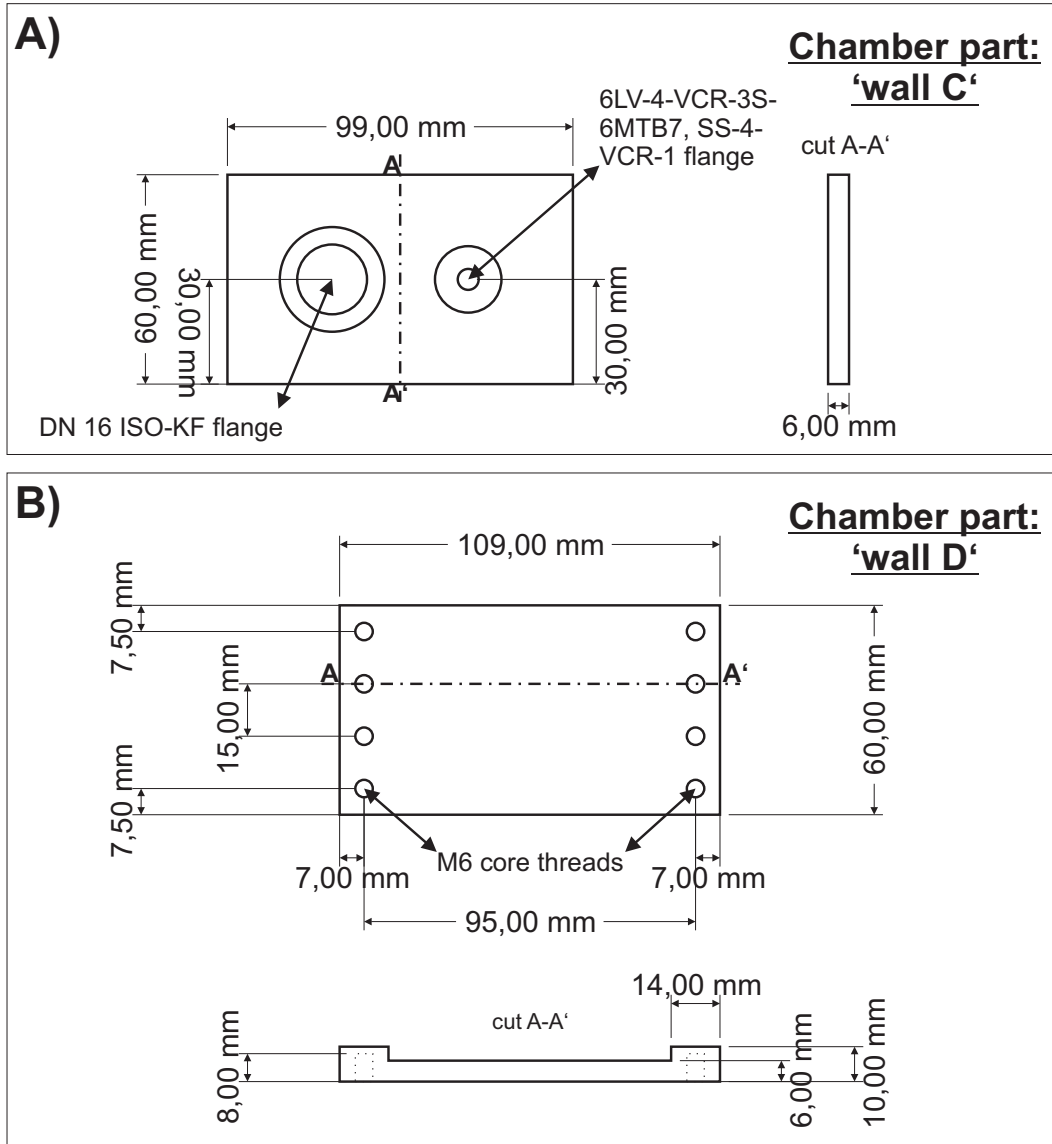 A)
Chamber part:
‘wall C‘
6LV-4-VCR-3S-
6MTB7, SS-4-
VCR-1 flange
cut A-A‘
99,00 mm
A
60,00 mm
30,00 mm
30,00 mm
A‘
DN 16 ISO-KF flange
6,00 mm
B)
Chamber part:
‘wall D‘
109,00 mm
7,50 mm
A
A‘
15,00 mm
60,00 mm
7,50 mm
M6 core threads
7,00 mm
7,00 mm
95,00 mm
14,00 mm
cut A-A‘
8,00 mm
6,00 mm
10,00 mm